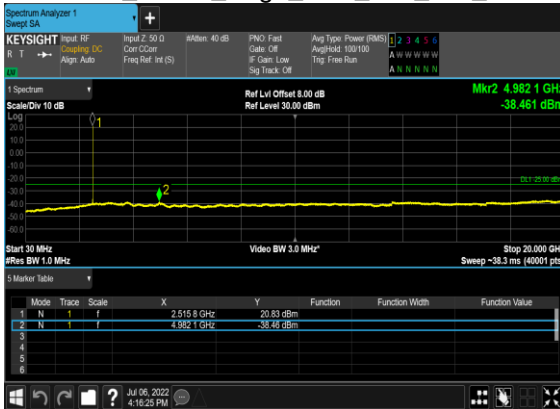 Spectrum Analyzer 1
Swept SA
KEYSIGHT
R T
Input: RF
Coupling: DC
Align: Auto
Input Z: 50 Ω
Corr CCorr
Freq Ref: Int (S)
#Atten: 40 dB
PNO: Fast
Gate: Off
IF Gain: Low
Sig Track: Off
Avg Type: Power (RMS)
Avg|Hold: 100/100
Trig: Free Run
1 2 3 4 5 6
A W W W W W
A N N N N N
LW
1 Spectrum
Scale/Div 10 dB
Ref Lvl Offset 8.00 dB
Ref Level 30.00 dBm
Mkr2 4.982 1 GHz
-38.461 dBm
Log
20.0
10.0
0.00
-10.0
-20.0
-30.0
-40.0
-50.0
-60.0
1
2
DL1 -25.00 dBm
Start 30 MHz
#Res BW 1.0 MHz
Video BW 3.0 MHz*
Stop 20.000 GHz
Sweep ~38.3 ms (40001 pts)
5 Marker Table
Mode Trace Scale X Y Function Function Width Function Value
1 N 1 f 2.515 8 GHz 20.83 dBm
2 N 1 f 4.982 1 GHz -38.46 dBm
3
4
5
6
?
Jul 06, 2022
4:16:25 PM